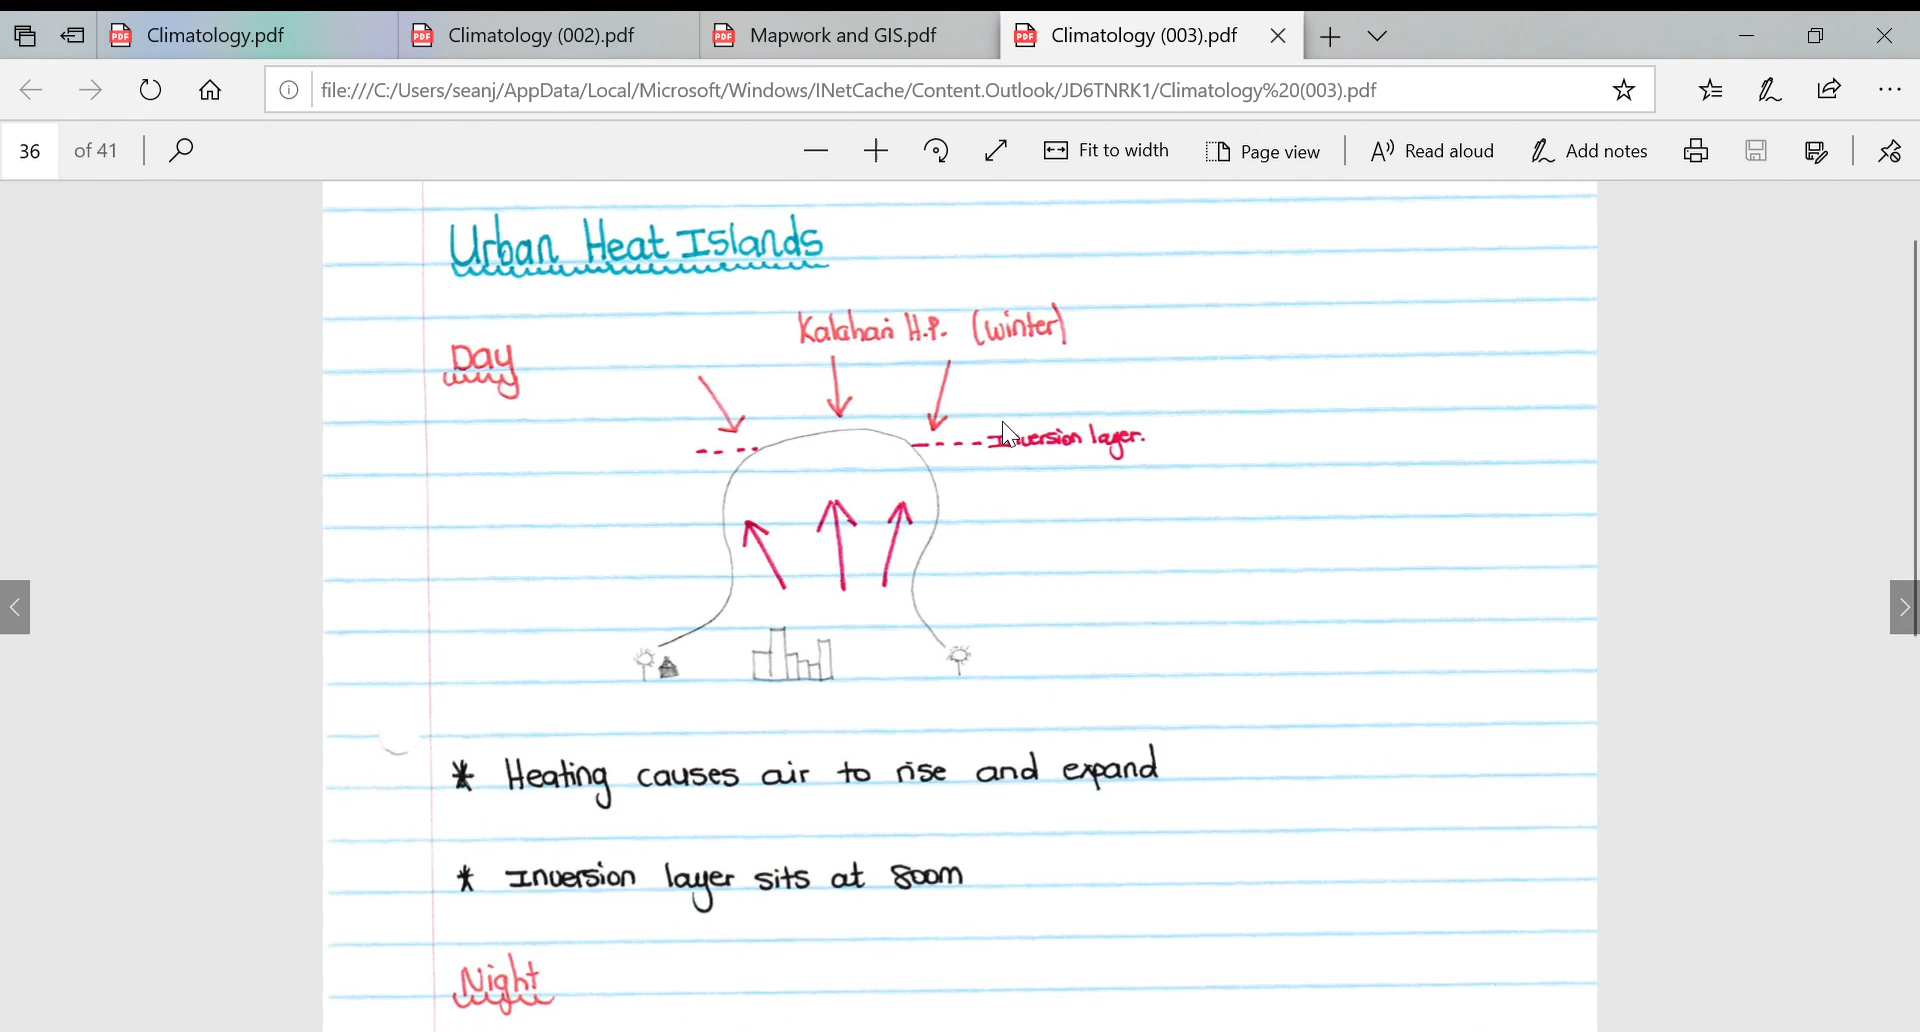 Climatology.pdf
Climatology (002).pdf
Mapwork and GIS.pdf
Climatology (003).pdf
file:///C:/Users/seanj/AppData/Local/Microsoft/Windows/INetCache/Content.Outlook/JD6TNRK1/Climatology%20(003).pdf
36 of 41
Fit to width
Page view
Read aloud
Add notes
Urban Heat Islands
Kalahari H.P. (winter)
Day
Inversion layer.
* Heating causes air to rise and expand
* Inversion layer sits at 800m
Night